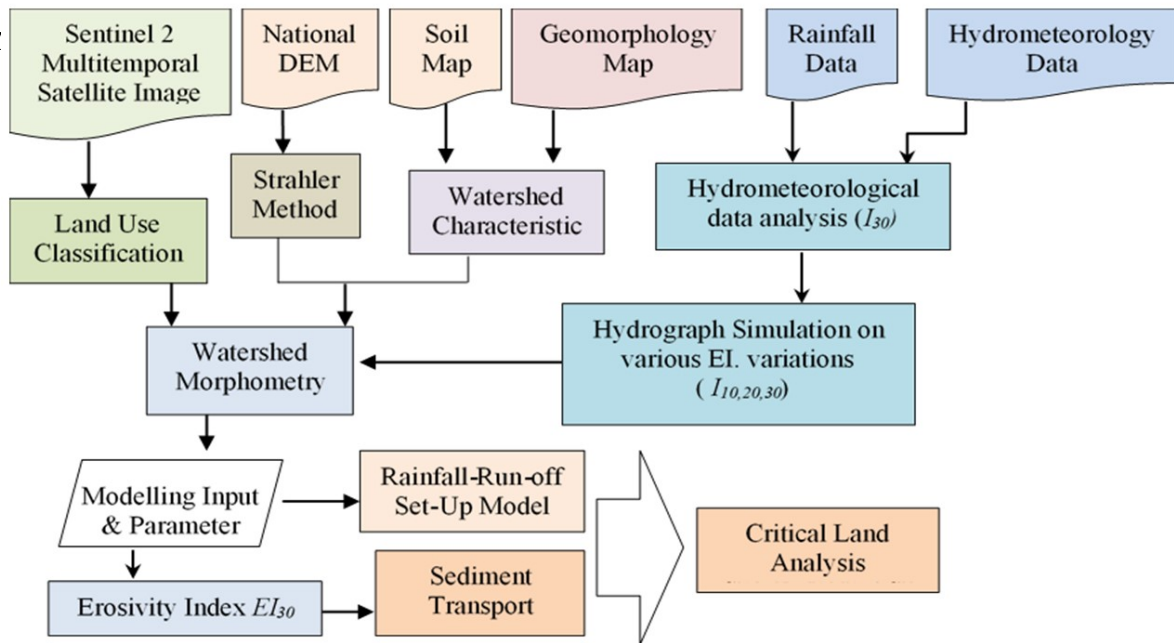 Sentinel 2
Multitemporal
Satellite Image
National
DEM
Soil
Map
Geomorphology
Map
Rainfall
Data
Hydrometeorology
Data
Strahler
Method
Watershed
Characteristic
Hydrometeorological
data analysis (I30)
Land Use
Classification
Watershed
Morphometry
Hydrograph Simulation on
various EI. variations
( I10,20,30)
Modelling Input
& Parameter
Rainfall-Run-off
Set-Up Model
Erosivity Index EI30
Sediment
Transport
Critical Land
Analysis